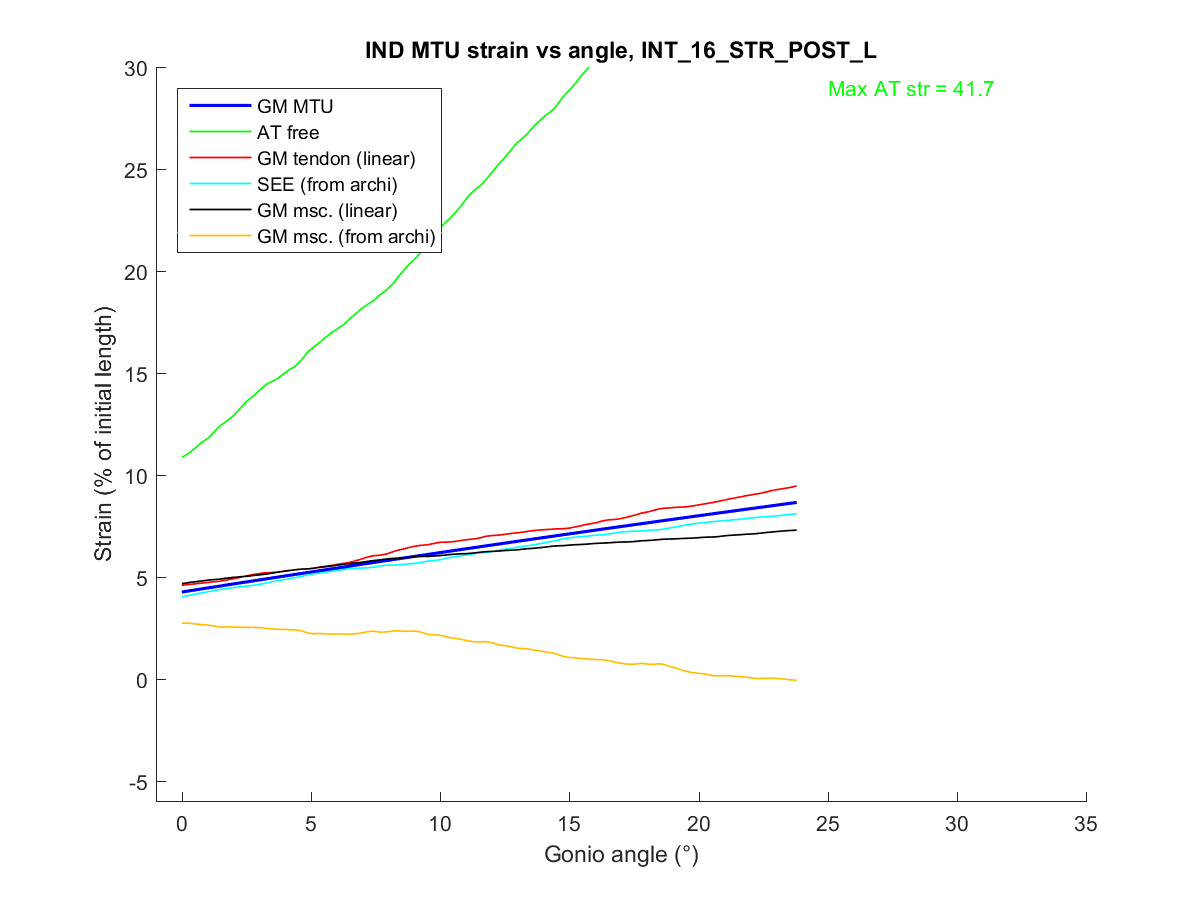 IND MTU strain vs angle, INT_16_STR_POST_L
Max AT str = 41.7
GM MTU
AT free
GM tendon (linear)
SEE (from archi)
GM msc. (linear)
GM msc. (from archi)
Strain (% of initial length)
30
25
20
15
10
5
0
-5
0 5 10 15 20 25 30 35
Gonio angle (°)